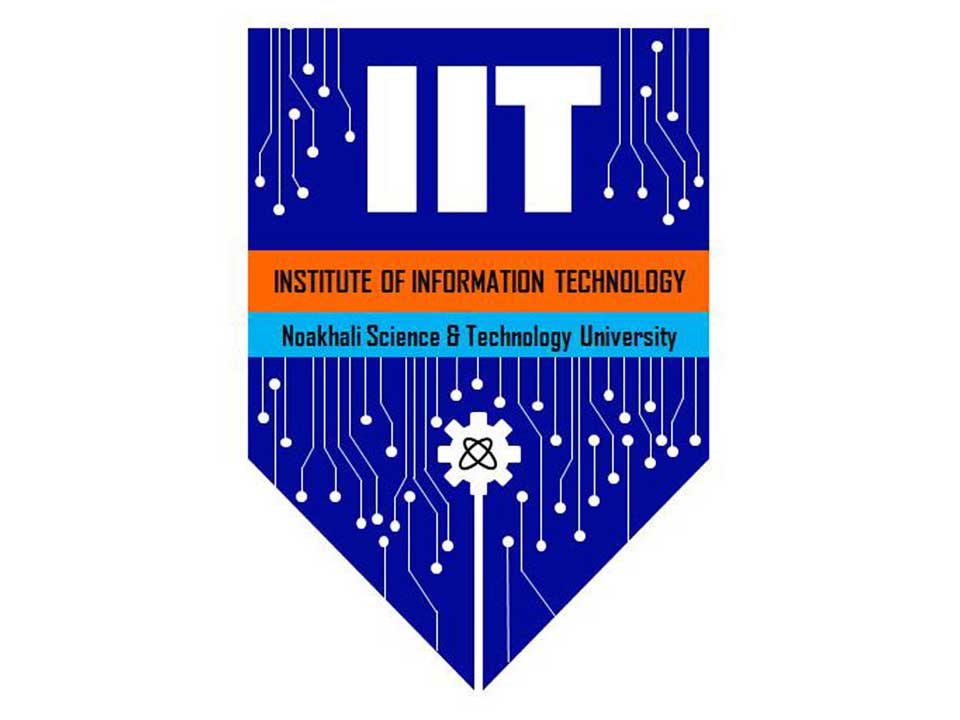 IIT
INSTITUTE OF INFORMATION TECHNOLOGY
Noakhali Science & Technology University